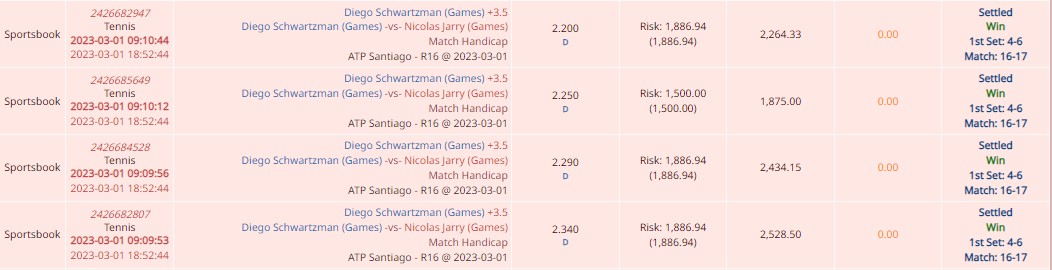 Sportsbook
2426682947
Tennis
2023-03-01 09:10:44
2023-03-01 18:52:44
Diego Schwartzman (Games) +3.5
Diego Schwartzman (Games) -vs- Nicolas Jarry (Games)
Match Handicap
ATP Santiago - R16 @ 2023-03-01
2.200
D
Risk: 1,886.94
(1,886.94)
2,264.33
0.00
Settled
Win
1st Set: 4-6
Match: 16-17
Sportsbook
2426685649
Tennis
2023-03-01 09:10:12
2023-03-01 18:52:44
Diego Schwartzman (Games) +3.5
Diego Schwartzman (Games) -vs- Nicolas Jarry (Games)
Match Handicap
ATP Santiago - R16 @ 2023-03-01
2.250
D
Risk: 1,500.00
(1,500.00)
1,875.00
0.00
Settled
Win
1st Set: 4-6
Match: 16-17
Sportsbook
2426684528
Tennis
2023-03-01 09:09:56
2023-03-01 18:52:44
Diego Schwartzman (Games) +3.5
Diego Schwartzman (Games) -vs- Nicolas Jarry (Games)
Match Handicap
ATP Santiago - R16 @ 2023-03-01
2.290
D
Risk: 1,886.94
(1,886.94)
2,434.15
0.00
Settled
Win
1st Set: 4-6
Match: 16-17
Sportsbook
2426682807
Tennis
2023-03-01 09:09:53
2023-03-01 18:52:44
Diego Schwartzman (Games) +3.5
Diego Schwartzman (Games) -vs- Nicolas Jarry (Games)
Match Handicap
ATP Santiago - R16 @ 2023-03-01
2.340
D
Risk: 1,886.94
(1,886.94)
2,528.50
0.00
Settled
Win
1st Set: 4-6
Match: 16-17